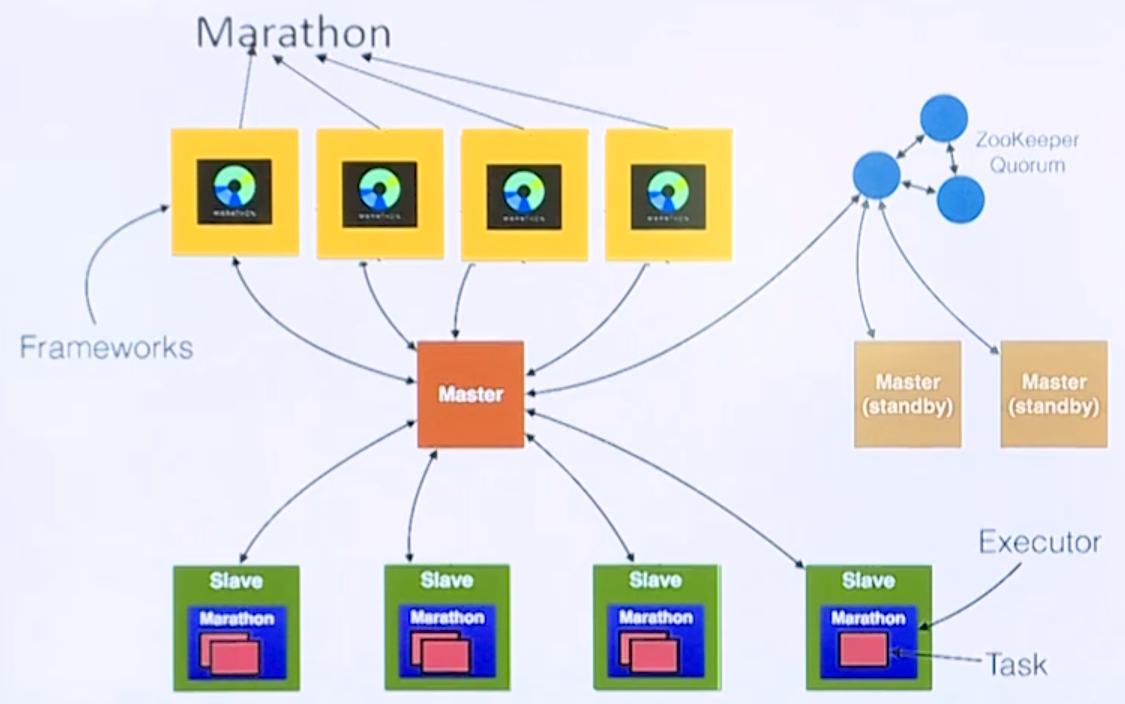 Marathon
MARATHON
MARATHON
MARATHON
MARATHON
ZooKeeper
Quorum
Frameworks
Master
Master
(standby)
Master
(standby)
Executor
Slave
Marathon
Slave
Marathon
Slave
Marathon
Slave
Marathon
Task